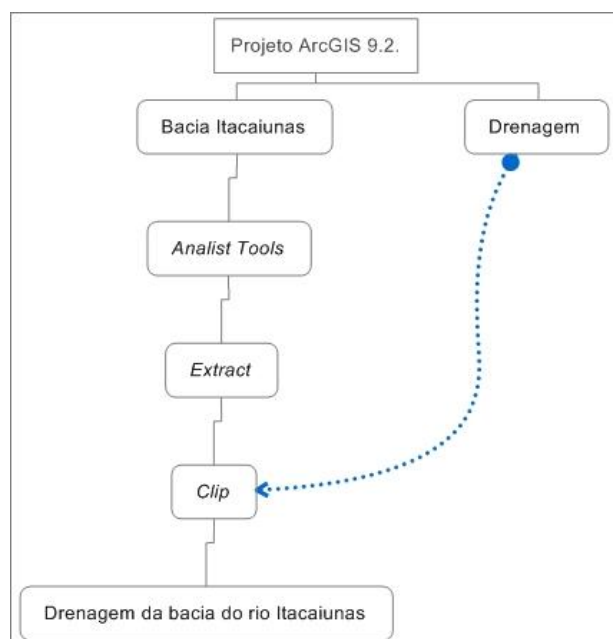 Projeto ArcGIS 9.2.
Bacia Itacaiunas
Drenagem
Analist Tools
Extract
Clip
Drenagem da bacia do rio Itacaiunas